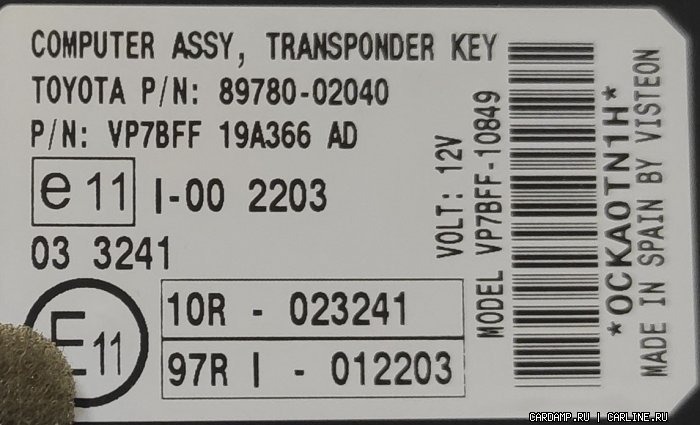 COMPUTER ASSY, TRANSPONDER KEY
TOYOTA P/N: 89780-02040
P/N: VP7BFF 19A366 AD
e 11 I-00 2203
03 3241
E 11
10R - 023241
97R I - 012203
VOLT: 12V
MODEL VP7BFF-10849
*OCKAOTN1H*
MADE IN SPAIN BY VISTEON
CARDAMP.RU | CARLINE.RU